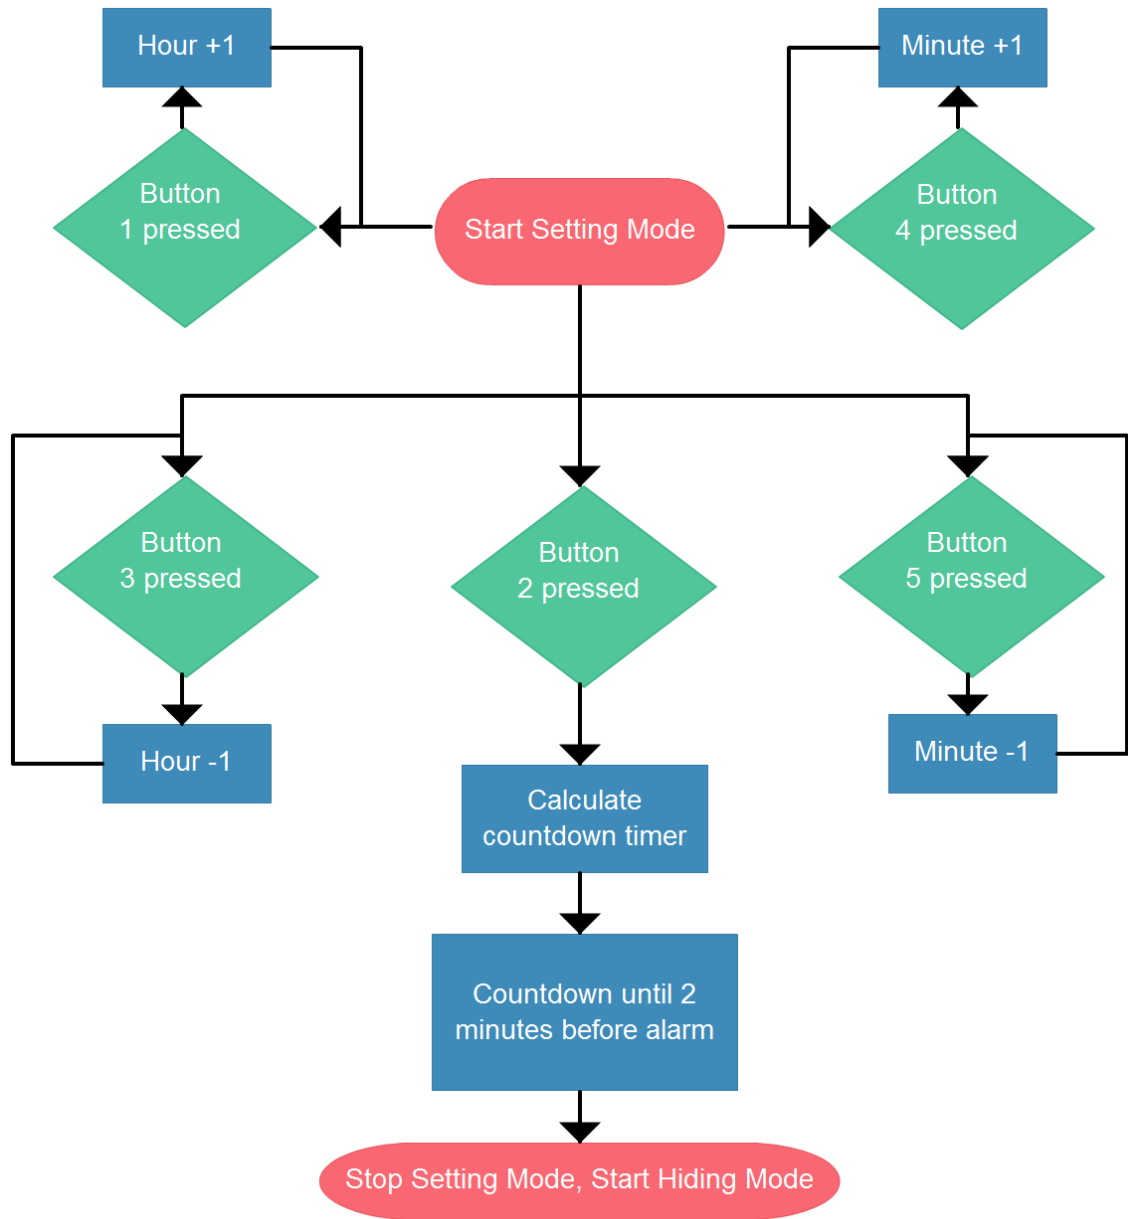 Hour +1
Minute +1
Button
1 pressed
Start Setting Mode
Button
4 pressed
Button
3 pressed
Button
2 pressed
Button
5 pressed
Hour -1
Minute -1
Calculate
countdown timer
Countdown until 2
minutes before alarm
Stop Setting Mode, Start Hiding Mode